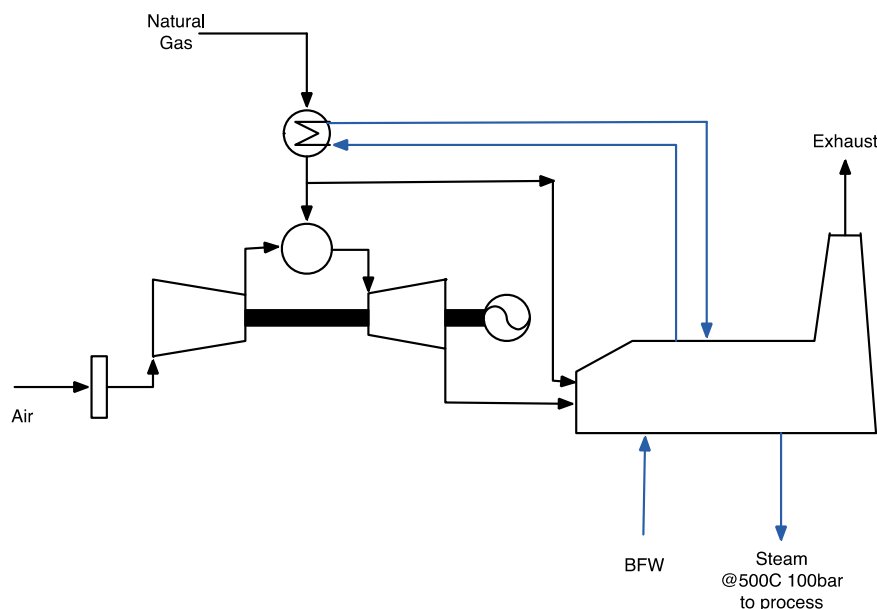 Natural
Gas
Exhaust
Air
BFW
Steam
@500C 100bar
to process